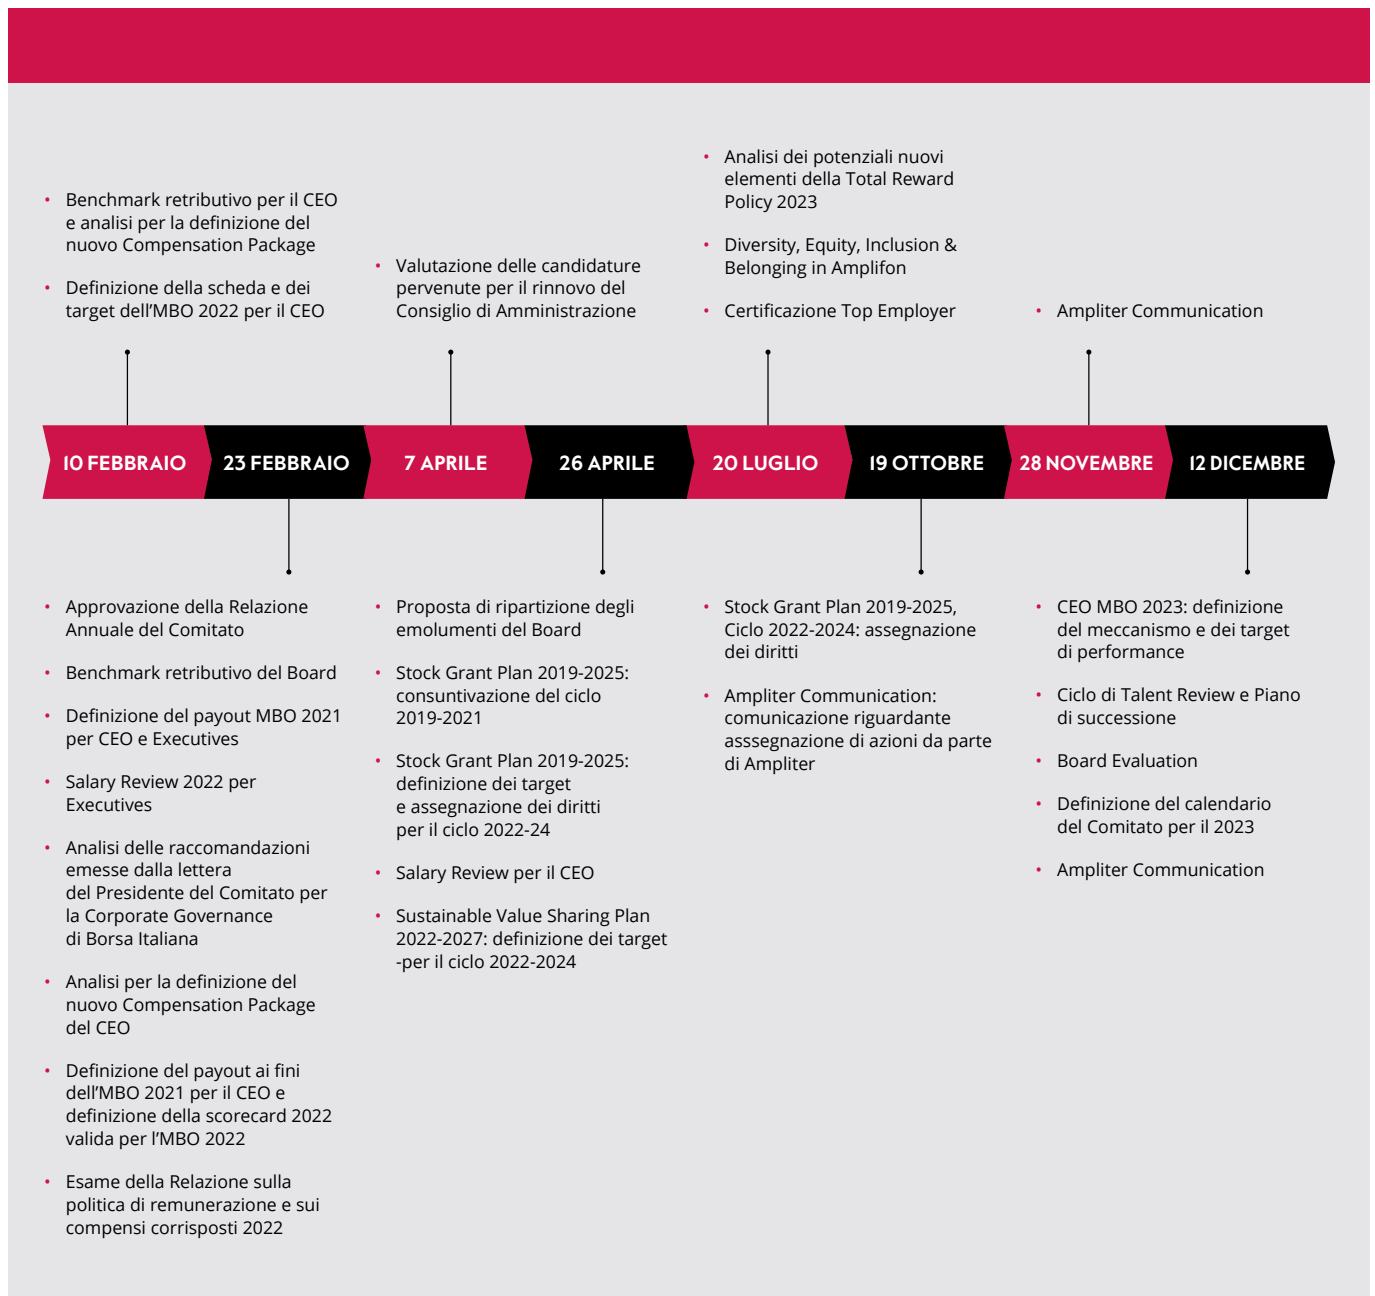 • Benchmark retributivo per il CEO
e analisi per la definizione del
nuovo Compensation Package
• Definizione della scheda e dei
target dell’MBO 2022 per il CEO
• Valutazione delle candidature
pervenute per il rinnovo del
Consiglio di Amministrazione
• Analisi dei potenziali nuovi
elementi della Total Reward
Policy 2023
• Diversity, Equity, Inclusion &
Belonging in Amplifon
• Certificazione Top Employer
• Ampliter Communication
10 FEBBRAIO
23 FEBBRAIO
7 APRILE
26 APRILE
20 LUGLIO
19 OTTOBRE
28 NOVEMBRE
12 DICEMBRE
• Approvazione della Relazione
Annuale del Comitato
• Benchmark retributivo del Board
• Definizione del payout MBO 2021
per CEO e Executives
• Salary Review 2022 per
Executives
• Analisi delle raccomandazioni
emesse dalla lettera
del Presidente del Comitato per
la Corporate Governance
di Borsa Italiana
• Analisi per la definizione del
nuovo Compensation Package
del CEO
• Definizione del payout ai fini
dell’MBO 2021 per il CEO e
definizione della scorecard 2022
valida per l’MBO 2022
• Esame della Relazione sulla
politica di remunerazione e sui
compensi corrisposti 2022
• Proposta di ripartizione degli
emolumenti del Board
• Stock Grant Plan 2019-2025:
consuntivazione del ciclo
2019-2021
• Stock Grant Plan 2019-2025:
definizione dei target
e assegnazione dei diritti
per il ciclo 2022-24
• Salary Review per il CEO
• Sustainable Value Sharing Plan
2022-2027: definizione dei target
-per il ciclo 2022-2024
• Stock Grant Plan 2019-2025,
Ciclo 2022-2024: assegnazione
dei diritti
• Ampliter Communication:
comunicazione riguardante
asssegnazione di azioni da parte
di Ampliter
• CEO MBO 2023: definizione
del meccanismo e dei target
di performance
• Ciclo di Talent Review e Piano
di successione
• Board Evaluation
• Definizione del calendario
del Comitato per il 2023
• Ampliter Communication